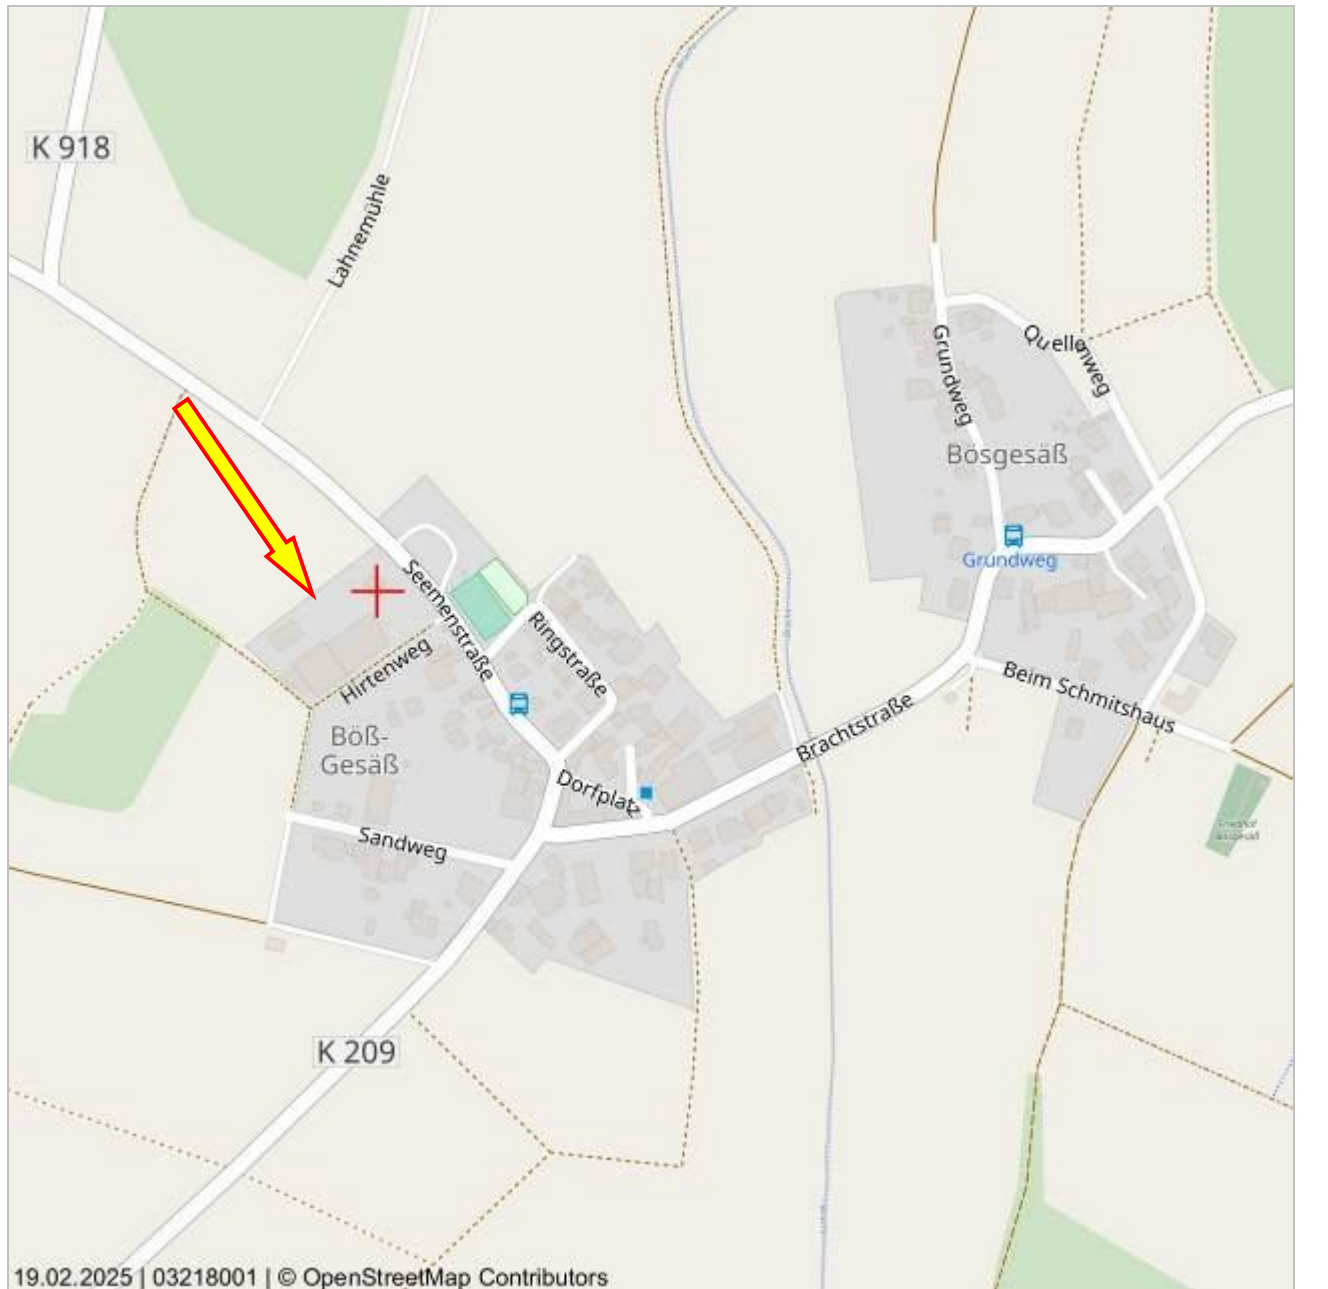 K 918
Lahnemühle
Quellenweg
Grundweg
Bösgesäß
Grundweg
Seemenstraße
Ringstraße
Hirtenweg
Beim Schmitshaus
Brachtstraße
Böß-
Gesäß
Dorfplatz
Sandweg
K 209
19.02.2025 | 03218001 | © OpenStreetMap Contributors